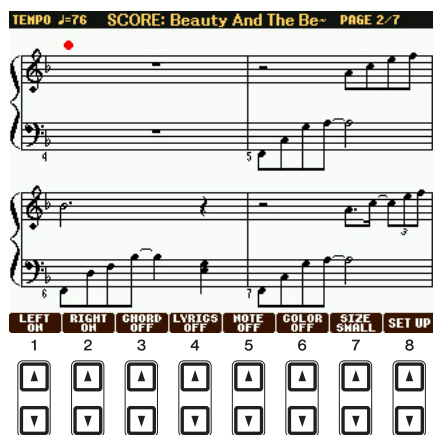 TEMPO ♩=76 SCORE: Beauty And The Be~ PAGE 2/7
4 5
3
6 7
LEFT ON RIGHT ON CHORD OFF LYRICS OFF NOTE OFF COLOR OFF SIZE SMALL SET UP
1 2 3 4 5 6 7 8